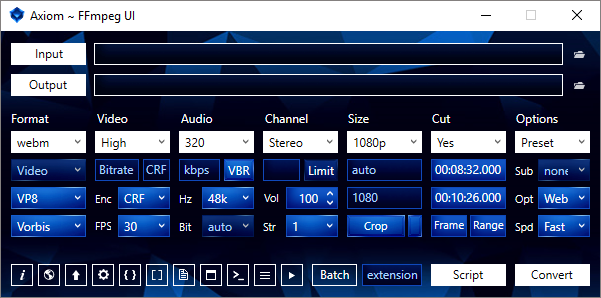 Axiom ~ FFmpeg UI
Input
Output
Format Video Audio Channel Size Cut Options
webm High 320 Stereo 1080p Yes Preset
Video Bitrate CRF kbps VBR Limit auto 00:08:32.000 Sub none
VP8 Enc CRF Hz 48k Vol 100 1080 00:10:26.000 Opt Web
Vorbis FPS 30 Bit auto Str 1 Crop Frame Range Spd Fast
i { } [ ] >_ Batch extension Script Convert